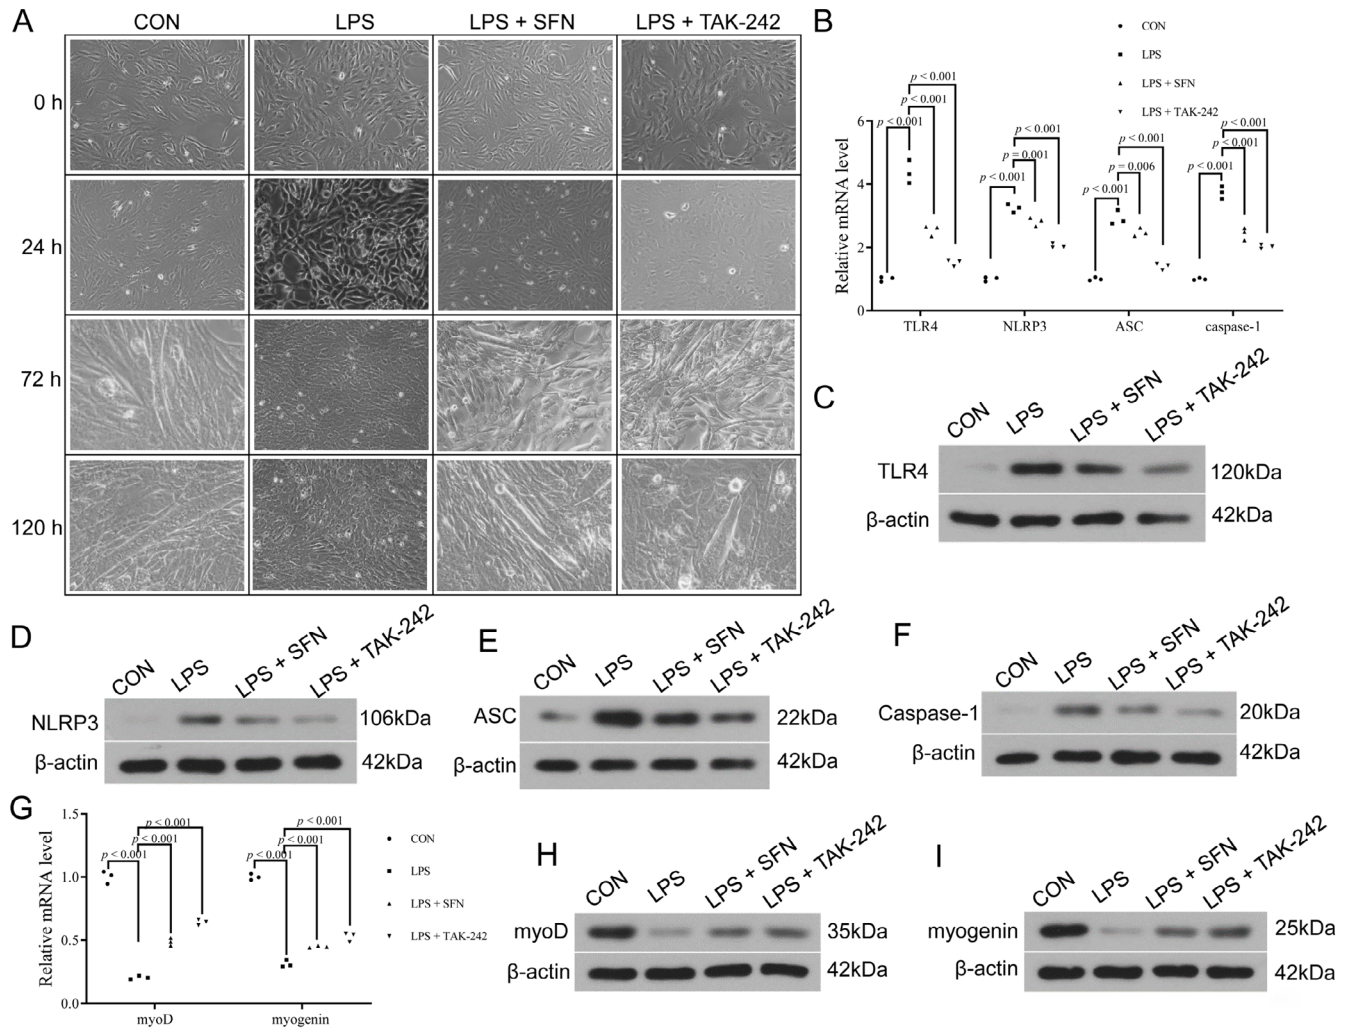 A
CON
LPS
LPS + SFN
LPS + TAK-242
0 h
24 h
72 h
120 h
B
CON
LPS
LPS + SFN
LPS + TAK-242
Relative mRNA level
6
4
2
0
p < 0.001
p < 0.001
p < 0.001
p < 0.001
p = 0.001
p < 0.001
p < 0.001
p = 0.006
p < 0.001
p < 0.001
p < 0.001
p < 0.001
TLR4
NLRP3
ASC
caspase-1
C
CON
LPS
LPS + SFN
LPS + TAK-242
TLR4
120kDa
β-actin
42kDa
D
CON
LPS
LPS + SFN
LPS + TAK-242
NLRP3
106kDa
β-actin
42kDa
E
CON
LPS
LPS + SFN
LPS + TAK-242
ASC
22kDa
β-actin
42kDa
F
CON
LPS
LPS + SFN
LPS + TAK-242
Caspase-1
20kDa
β-actin
42kDa
G
Relative mRNA level
1.5
1.0
0.5
0.0
p < 0.001
p < 0.001
p < 0.001
p < 0.001
p < 0.001
p < 0.001
myoD
myogenin
CON
LPS
LPS + SFN
LPS + TAK-242
H
CON
LPS
LPS + SFN
LPS + TAK-242
myoD
35kDa
β-actin
42kDa
I
CON
LPS
LPS + SFN
LPS + TAK-242
myogenin
25kDa
β-actin
42kDa